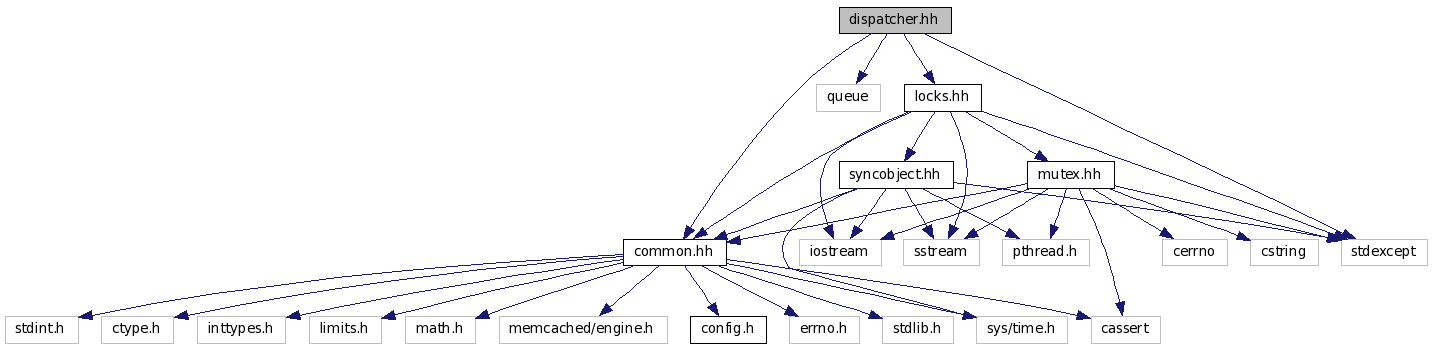 dispatcher.hh
queue
locks.hh
syncobject.hh
mutex.hh
common.hh
iostream
sstream
pthread.h
cerrno
cstring
stdexcept
stdint.h
ctype.h
inttypes.h
limits.h
math.h
memcached/engine.h
config.h
errno.h
stdlib.h
sys/time.h
cassert